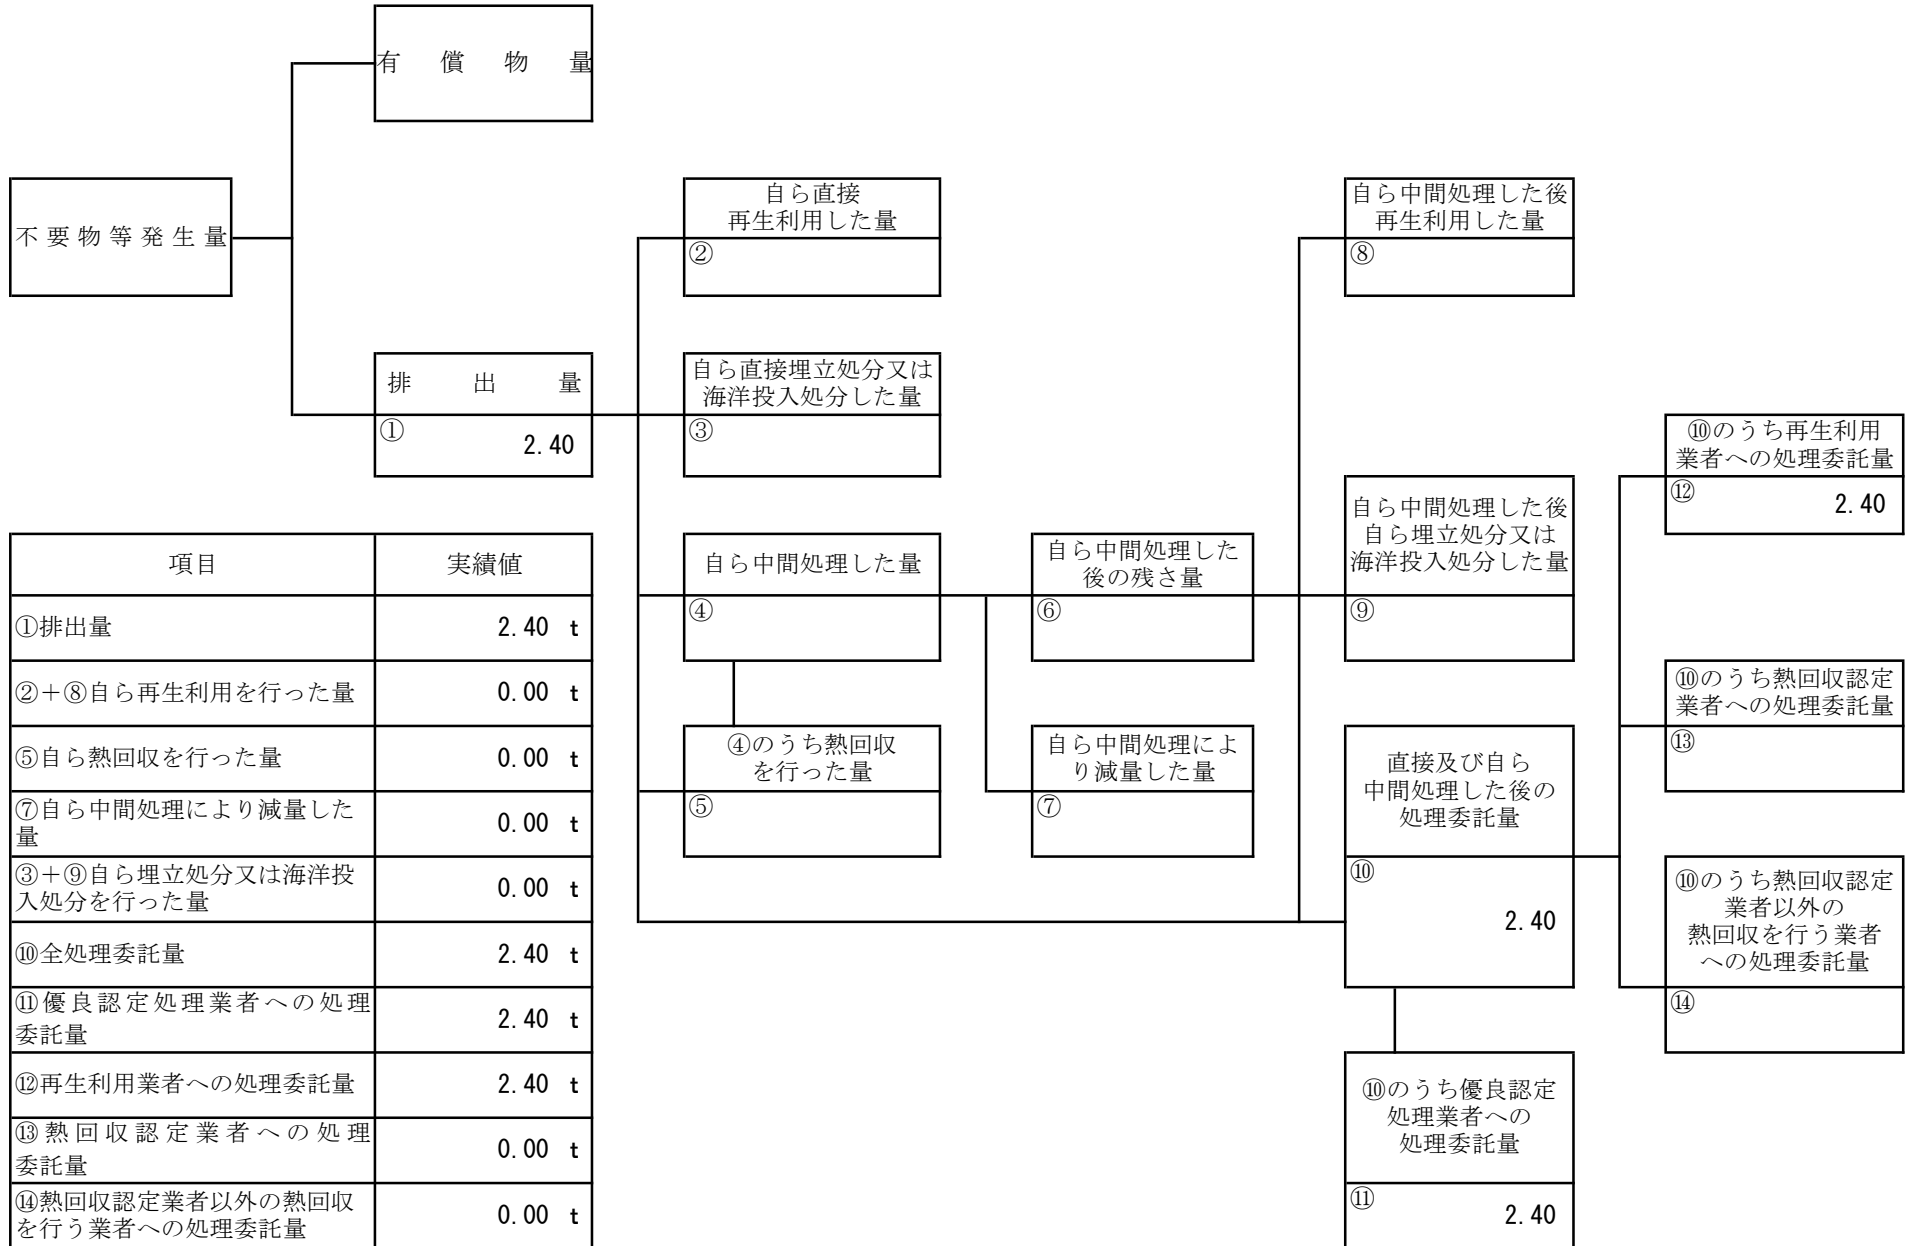 有償物量
不要物等発生量
排出量
①
2.40
自ら直接
再生利用した量
②
自ら直接埋立処分又は
海洋投入処分した量
③
自ら中間処理した量
④
④のうち熱回収
を行った量
⑤
自ら中間処理した
後の残さ量
⑥
自ら中間処理によ
り減量した量
⑦
自ら中間処理した後
再生利用した量
⑧
自ら中間処理した後
自ら埋立処分又は
海洋投入処分した量
⑨
直接及び自ら
中間処理した後の
処理委託量
⑩
2.40
⑩のうち優良認定
処理業者への
処理委託量
⑪
2.40
⑩のうち再生利用
業者への処理委託量
⑫ 2.40
⑩のうち熱回収認定
業者への処理委託量
⑬
⑩のうち熱回収認定
業者以外の
熱回収を行う業者
への処理委託量
⑭
項目 実績値
①排出量 2.40 t
②＋⑧自ら再生利用を行った量 0.00 t
⑤自ら熱回収を行った量 0.00 t
⑦自ら中間処理により減量した
量 0.00 t
③＋⑨自ら埋立処分又は海洋投
入処分を行った量 0.00 t
⑩全処理委託量 2.40 t
⑪優良認定処理業者への処理
委託量 2.40 t
⑫再生利用業者への処理委託量 2.40 t
⑬熱回収認定業者への処理
委託量 0.00 t
⑭熱回収認定業者以外の熱回収
を行う業者への処理委託量 0.00 t